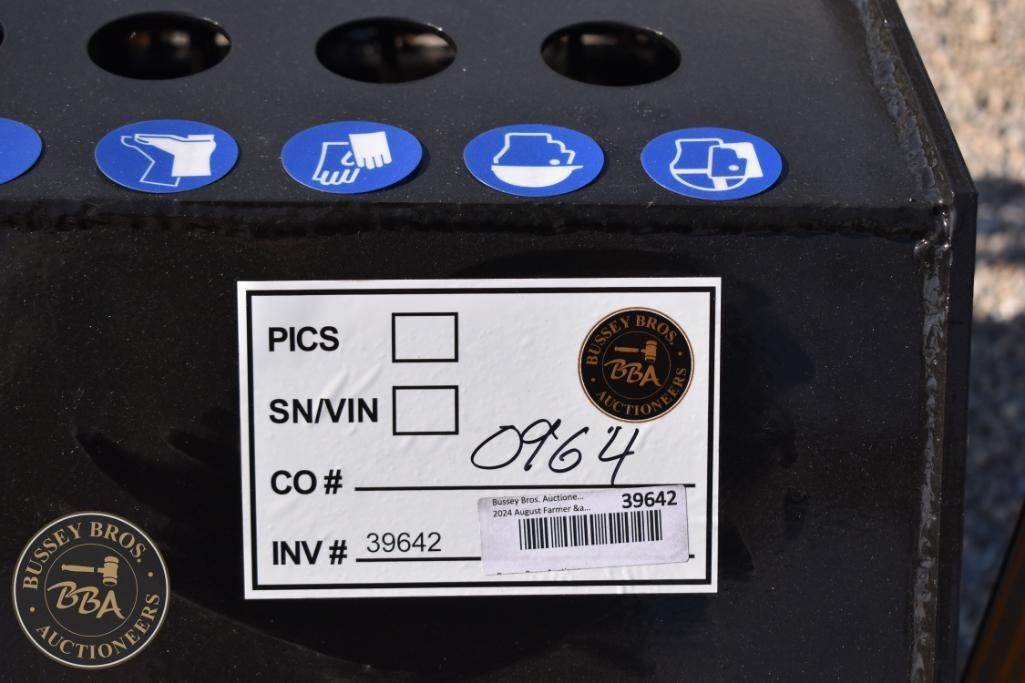 PICS
BUSSEY BROS.
BBA
AUCTIONEERS
SN/VIN
0964
CO #
Bussey Bros. Auctione...
39642
2024 August Farmer &a...
INV # 39642
BUSSEY BROS.
BBA
AUCTIONEERS